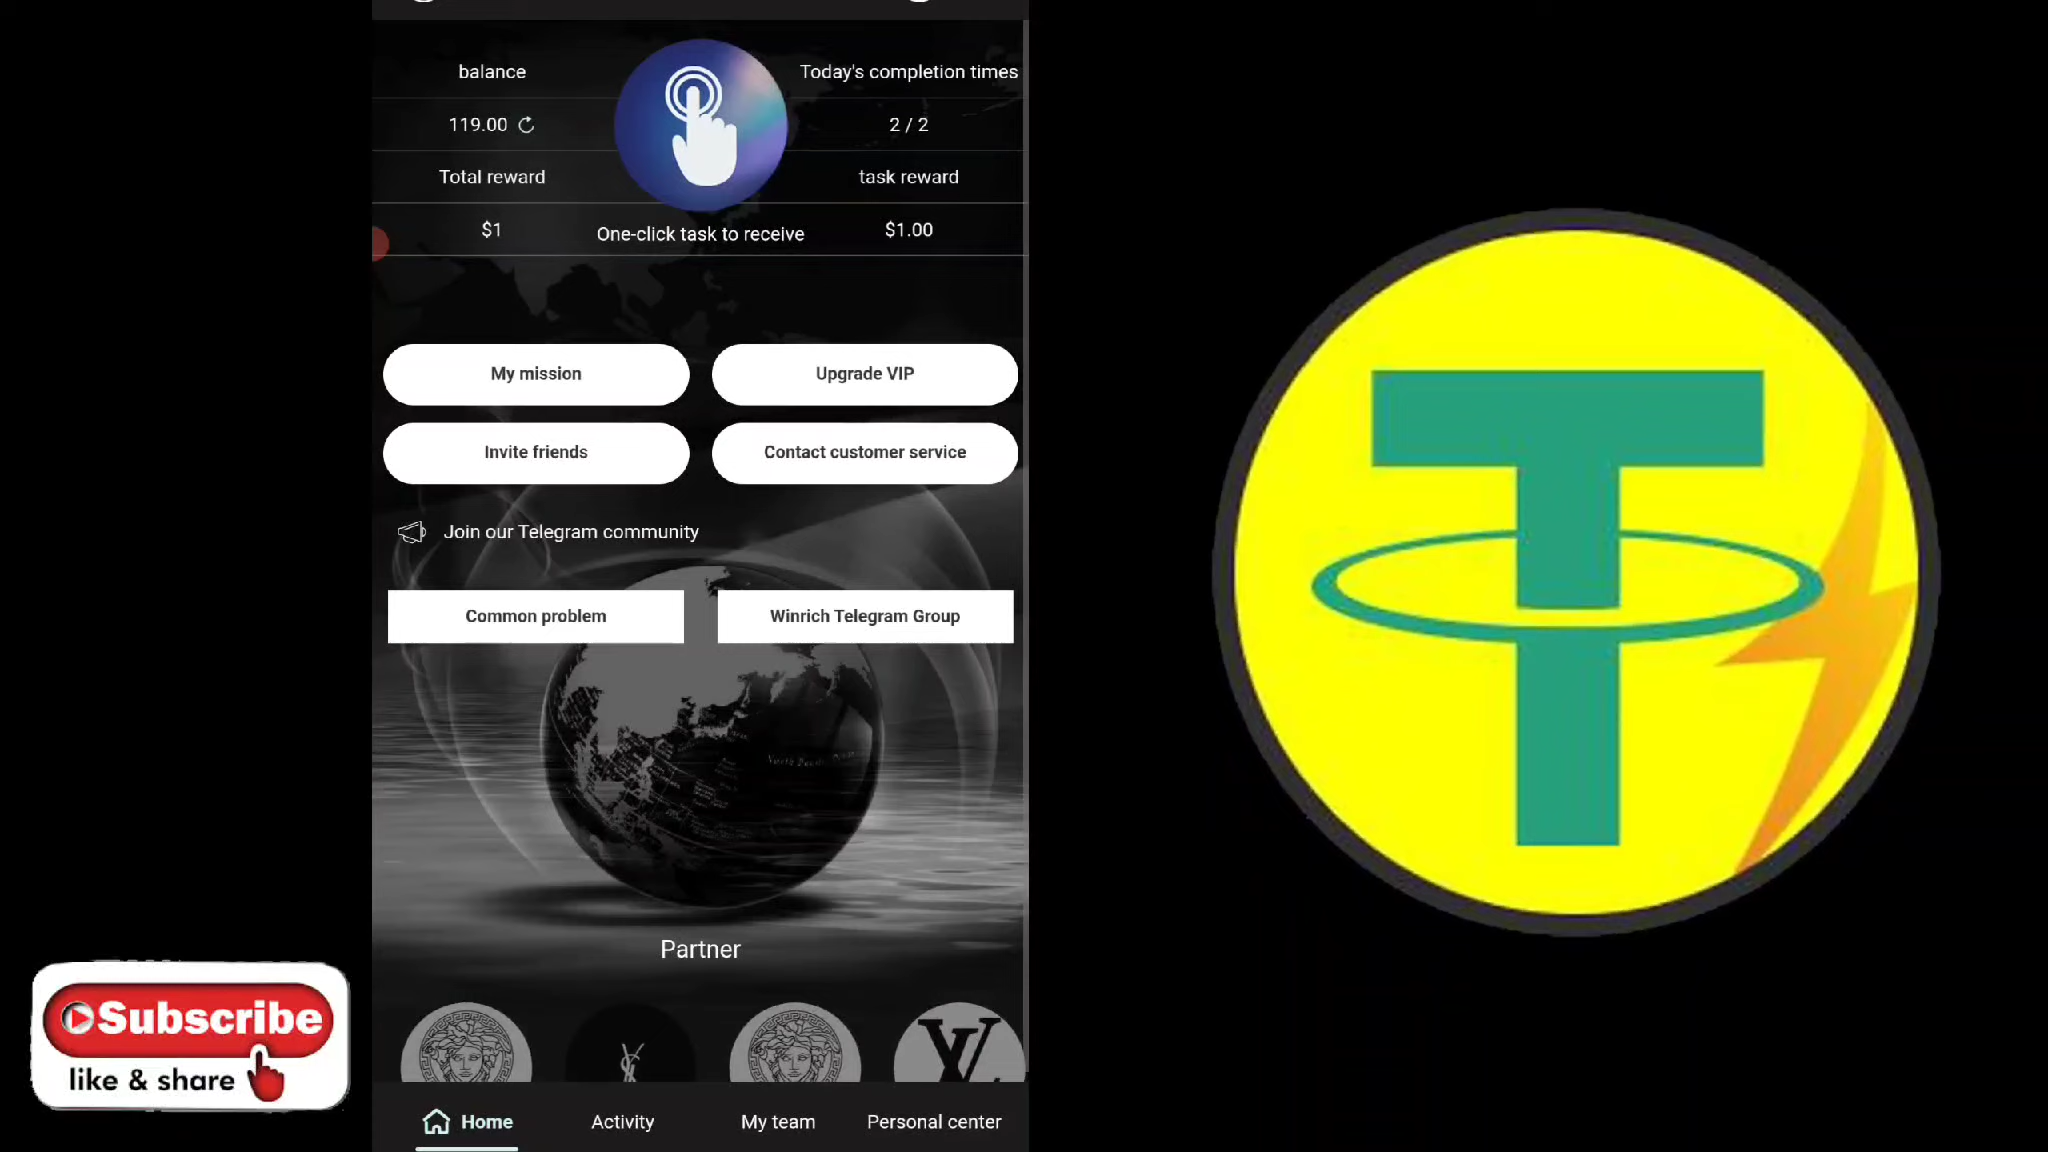 balance
Today's completion times
119.00
2 / 2
Total reward
task reward
$1
One-click task to receive
$1.00
My mission
Upgrade VIP
Invite friends
Contact customer service
Join our Telegram community
Common problem
Winrich Telegram Group
Partner
YSL
LV
Subscribe
like & share
Home
Activity
My team
Personal center